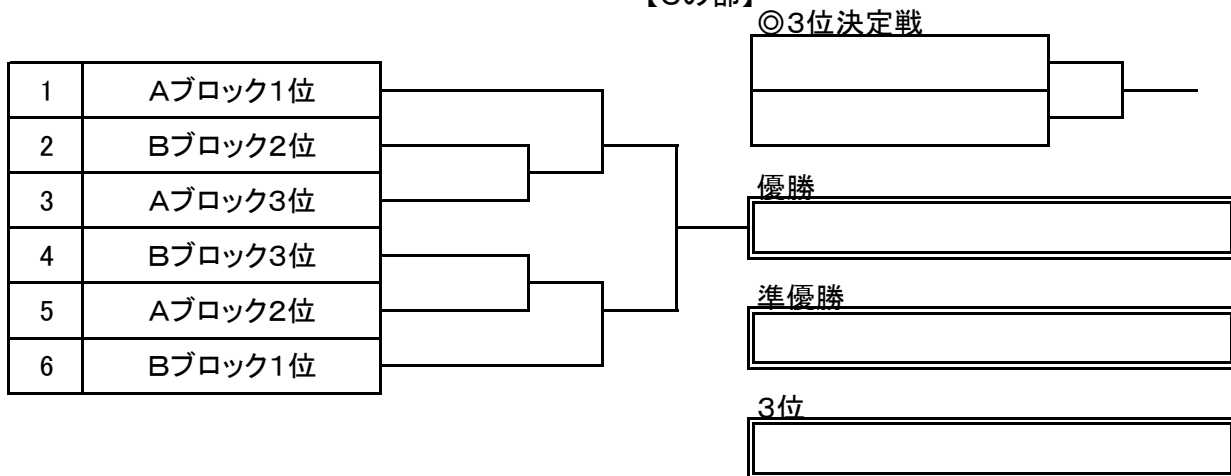 ◎3位決定戦
1 Aブロック1位
2 Bブロック2位
3 Aブロック3位
4 Bブロック3位
5 Aブロック2位
6 Bブロック1位
優勝
準優勝
3位